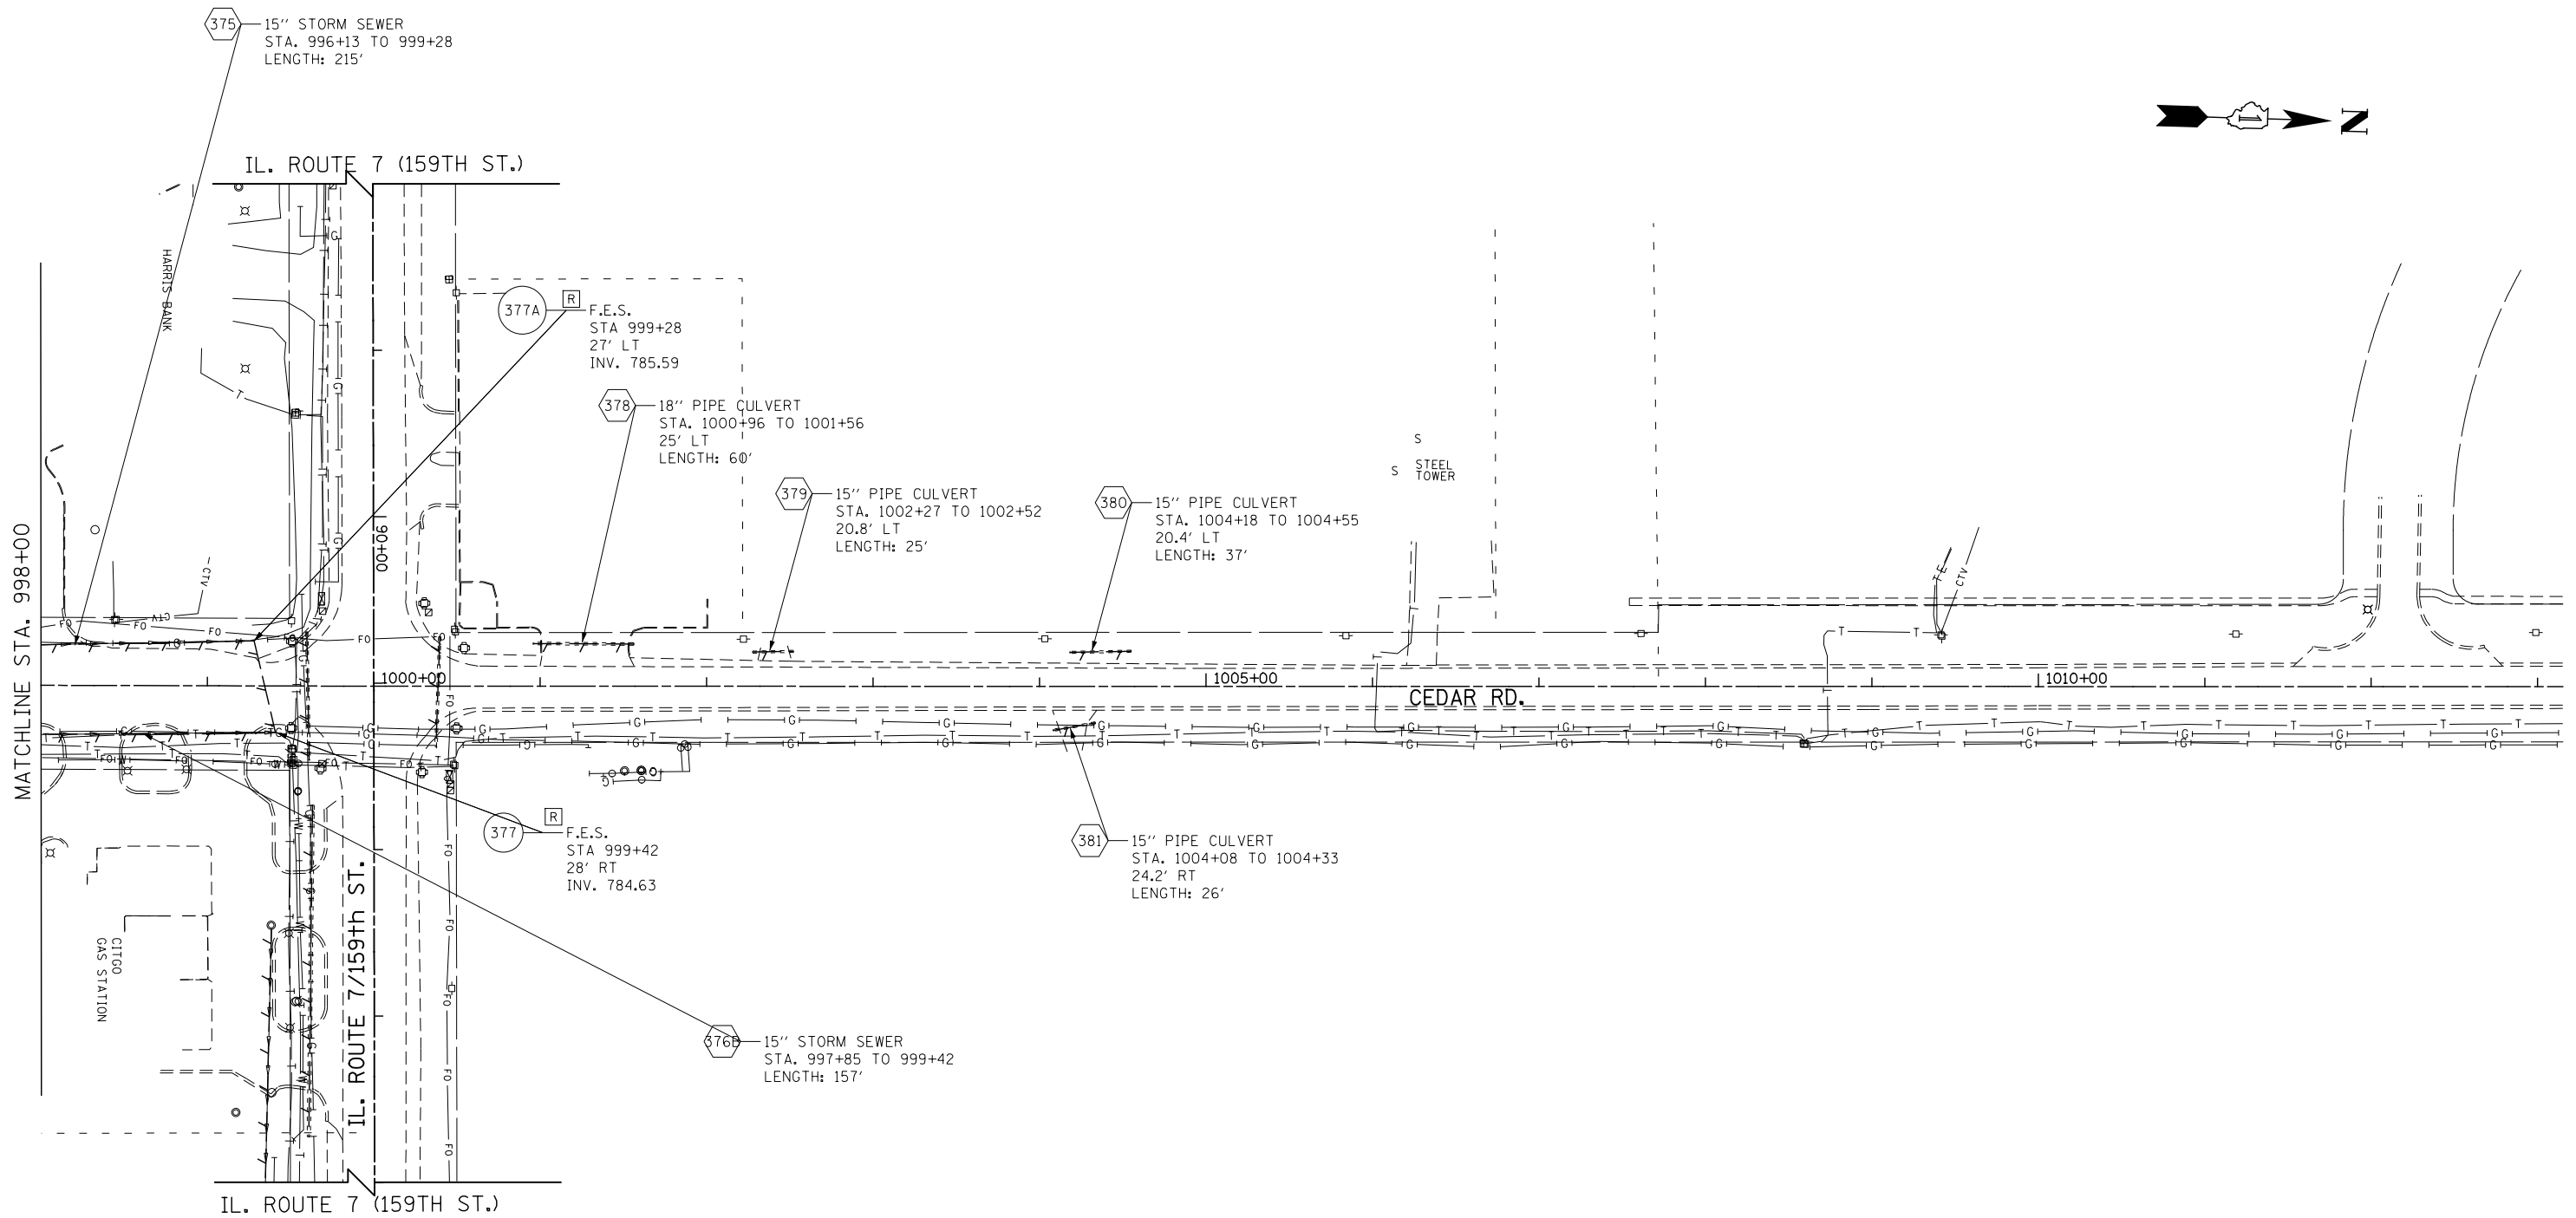 375
15'' STORM SEWER
STA. 996+13 TO 999+28
LENGTH: 215'
N
IL. ROUTE 7 (159TH ST.)
HARRIS BANK
377A
R
F.E.S.
STA 999+28
27' LT
INV. 785.59
378
18'' PIPE CULVERT
STA. 1000+96 TO 1001+56
25' LT
LENGTH: 60'
379
15'' PIPE CULVERT
STA. 1002+27 TO 1002+52
20.8' LT
LENGTH: 25'
380
15'' PIPE CULVERT
STA. 1004+18 TO 1004+55
20.4' LT
LENGTH: 37'
S
S
STEEL
TOWER
MATCHLINE STA. 998+00
90+00
CTV
CTV
T E
CTV
1000+00
1005+00
1010+00
CEDAR RD.
377
R
F.E.S.
STA 999+42
28' RT
INV. 784.63
381
15'' PIPE CULVERT
STA. 1004+08 TO 1004+33
24.2' RT
LENGTH: 26'
CITGO
GAS STATION
IL. ROUTE 7/159th ST.
376B
15'' STORM SEWER
STA. 997+85 TO 999+42
LENGTH: 157'
IL. ROUTE 7 (159TH ST.)